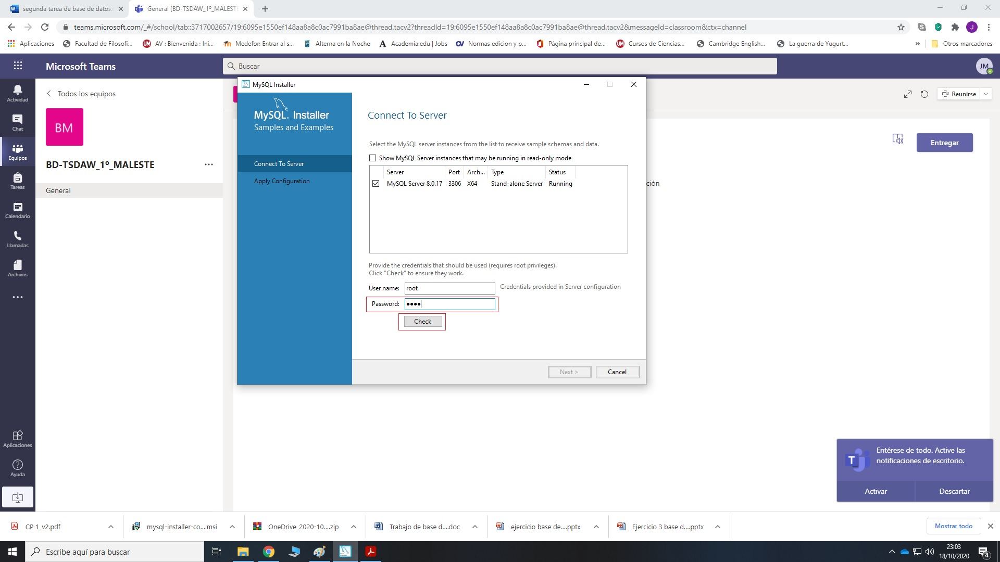 segunda tarea de base de datos.
General (BD-TSDAW_1º_MALESTE
teams.microsoft.com/_#/school/tab::3717002657/19:6095e1550ef148aa8a8c0ac7991ba8ae@thread.tacv2?threadId=19:6095e1550ef148aa8a8c0ac7991ba8ae@thread.tacv2&messageId=classroom&ctx=channel
J
Aplicaciones
Facultad de Filosofí...
AV : Bienvenida : Ini...
Medefor: Entrar al s...
Alterna en la Noche
Academia.edu | Jobs
Normas edicion y p...
Página principal de...
Cursos de Ciencias...
Cambridge English...
La guerra de Yugurt...
»
Otros marcadores
Microsoft Teams
Buscar
JM
Actividad
Chat
Equipos
Tareas
Calendario
Llamadas
Archivos
Aplicaciones
Ayuda
Todos los equipos
BM
BD-TSDAW_1º_MALESTE
General
Reunirse
Entregar
ción
MySQL Installer
MySQL. Installer
Samples and Examples
Connect To Server
Apply Configuration
Connect To Server
Select the MySQL server instances from the list to receive sample schemas and data.
Show MySQL Server instances that may be running in read-only mode
Server Port Arch... Type Status
MySQL Server 8.0.17 3306 X64 Stand-alone Server Running
Provide the credentials that should be used (requires root privileges).
Click "Check" to ensure they work.
User name: root Credentials provided in Server configuration
Password: ●●●●
Check
Next >
Cancel
Entérese de todo. Active las
notificaciones de escritorio.
Activar
Descartar
CP 1_v2.pdf
mysql-installer-co....msi
OneDrive_2020-10....zip
Trabajo de base d....doc
ejercicio base de....pptx
Ejercicio 3 base d....pptx
Mostrar todo
Escribe aquí para buscar
23:03
18/10/2020
4